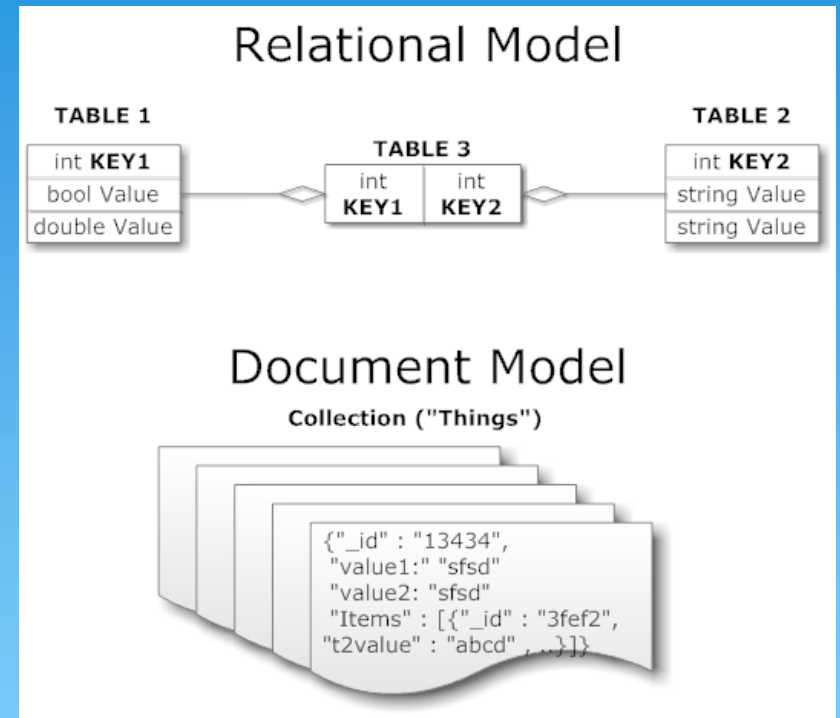 Relational Model
TABLE 1
int KEY1
bool Value
double Value
TABLE 3
int
KEY1
int
KEY2
TABLE 2
int KEY2
string Value
string Value
Document Model
Collection ("Things")
{"_id" : "13434",
"value1:" "sfsd"
"value2: "sfsd"
"Items" : [{"_id" : "3fef2",
"t2value" : "abcd" , ..}]}